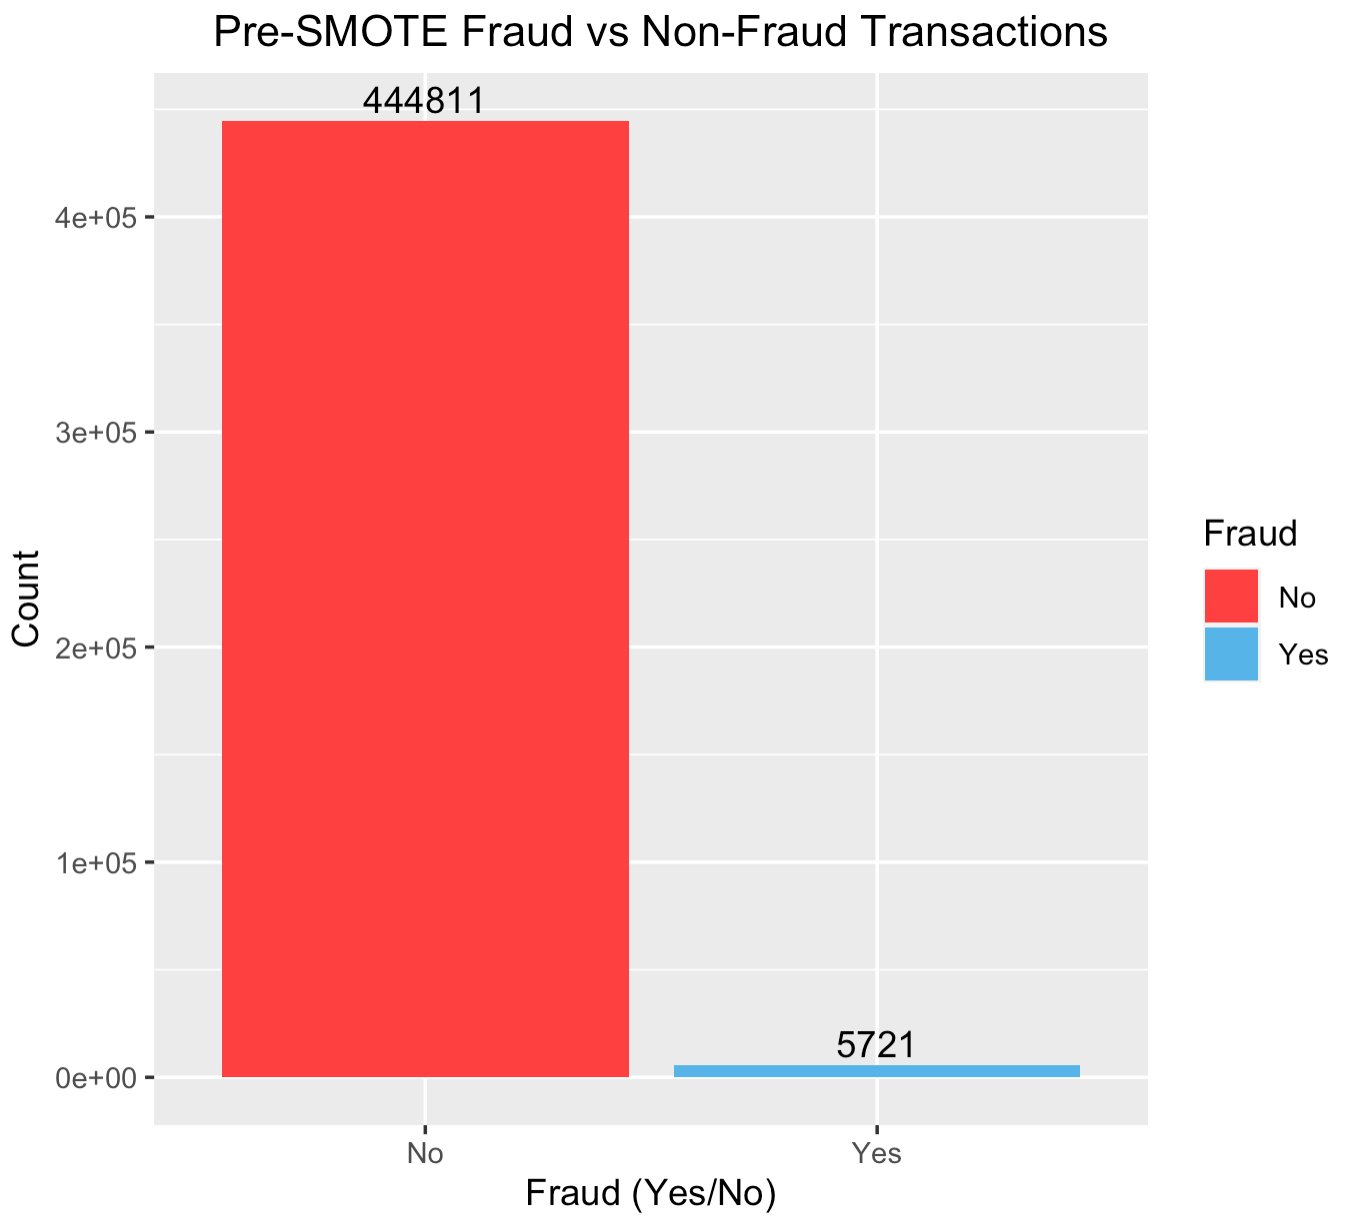 Pre-SMOTE Fraud vs Non-Fraud Transactions
444811
4e+05
3e+05
2e+05
1e+05
0e+00
Count
5721
No
Yes
Fraud (Yes/No)
Fraud
No
Yes